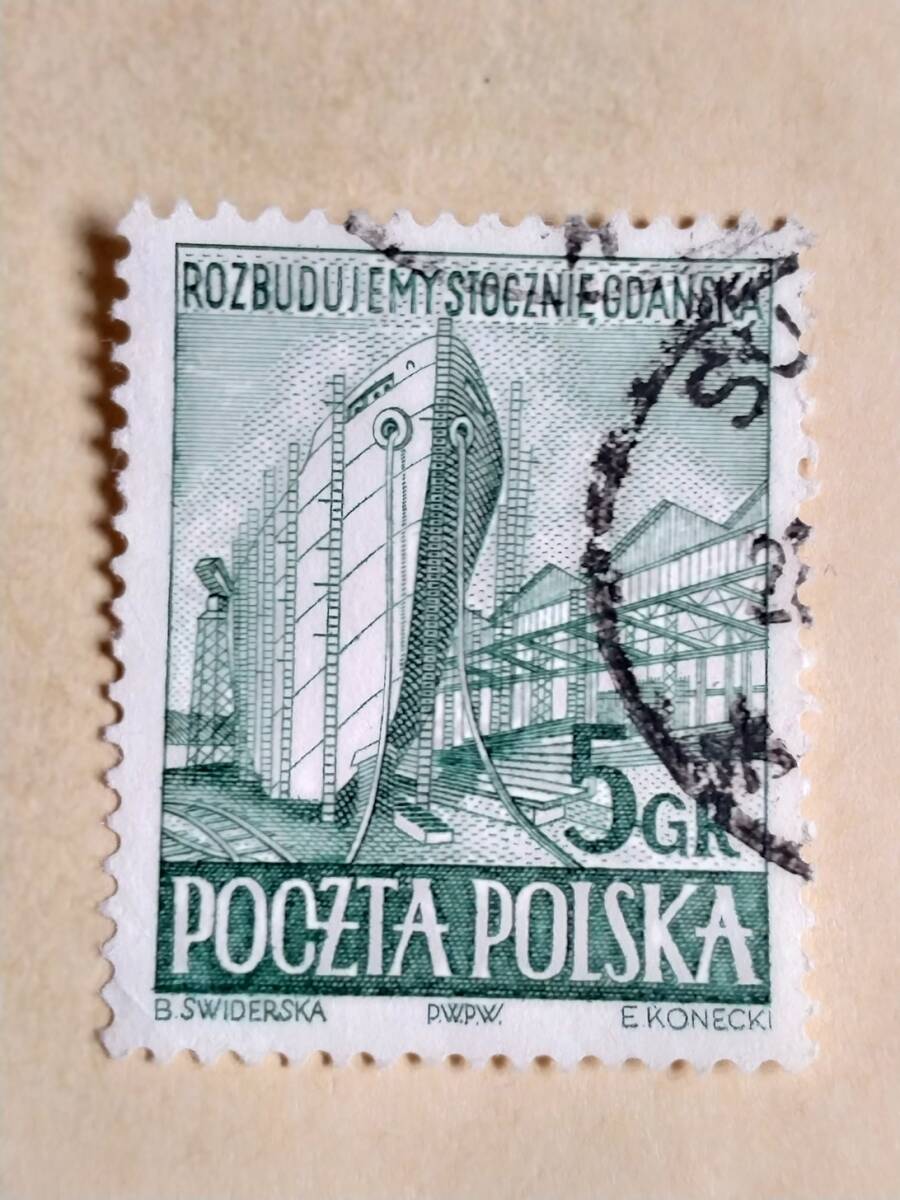 ROZBUDUJEMY STOCZNIĘ GDAŃSKĄ
5 GR
POCZTA POLSKA
B. SWIDERSKA P.W.P.W. E. KONECKI